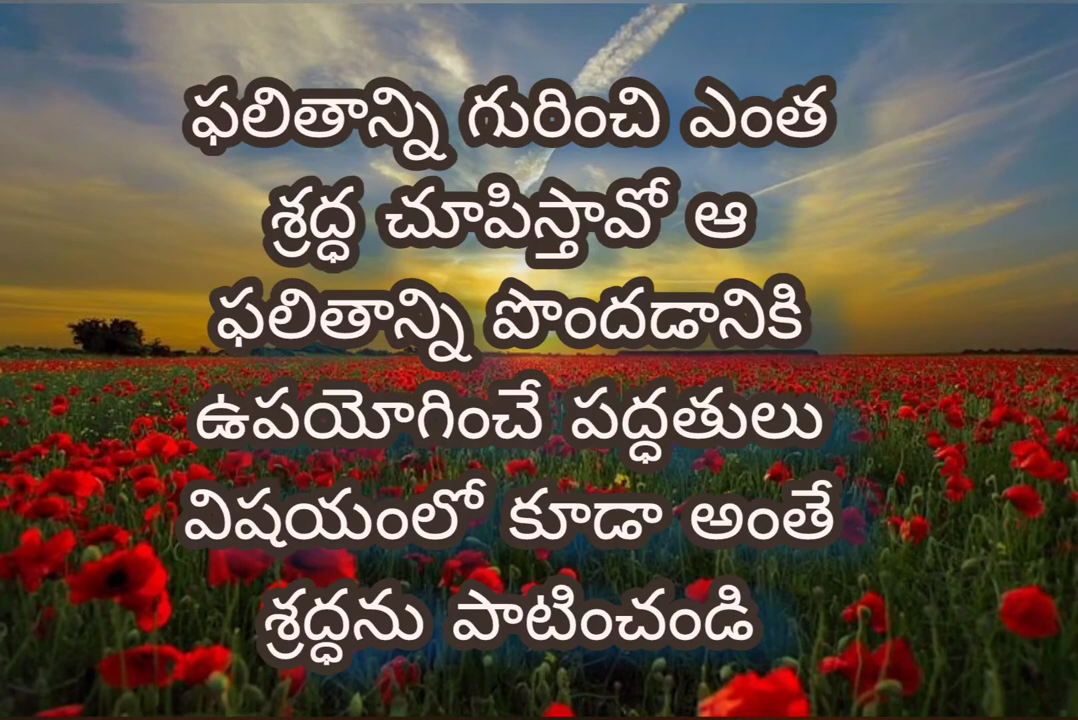 ఫలితాన్ని గురించి ఎంత
శ్రద్ధ చూపిస్తావో ఆ
ఫలితాన్ని పొందడానికి
ఉపయోగించే పద్ధతులు
విషయంలో కూడా అంతే
శ్రద్ధను పాటించండి